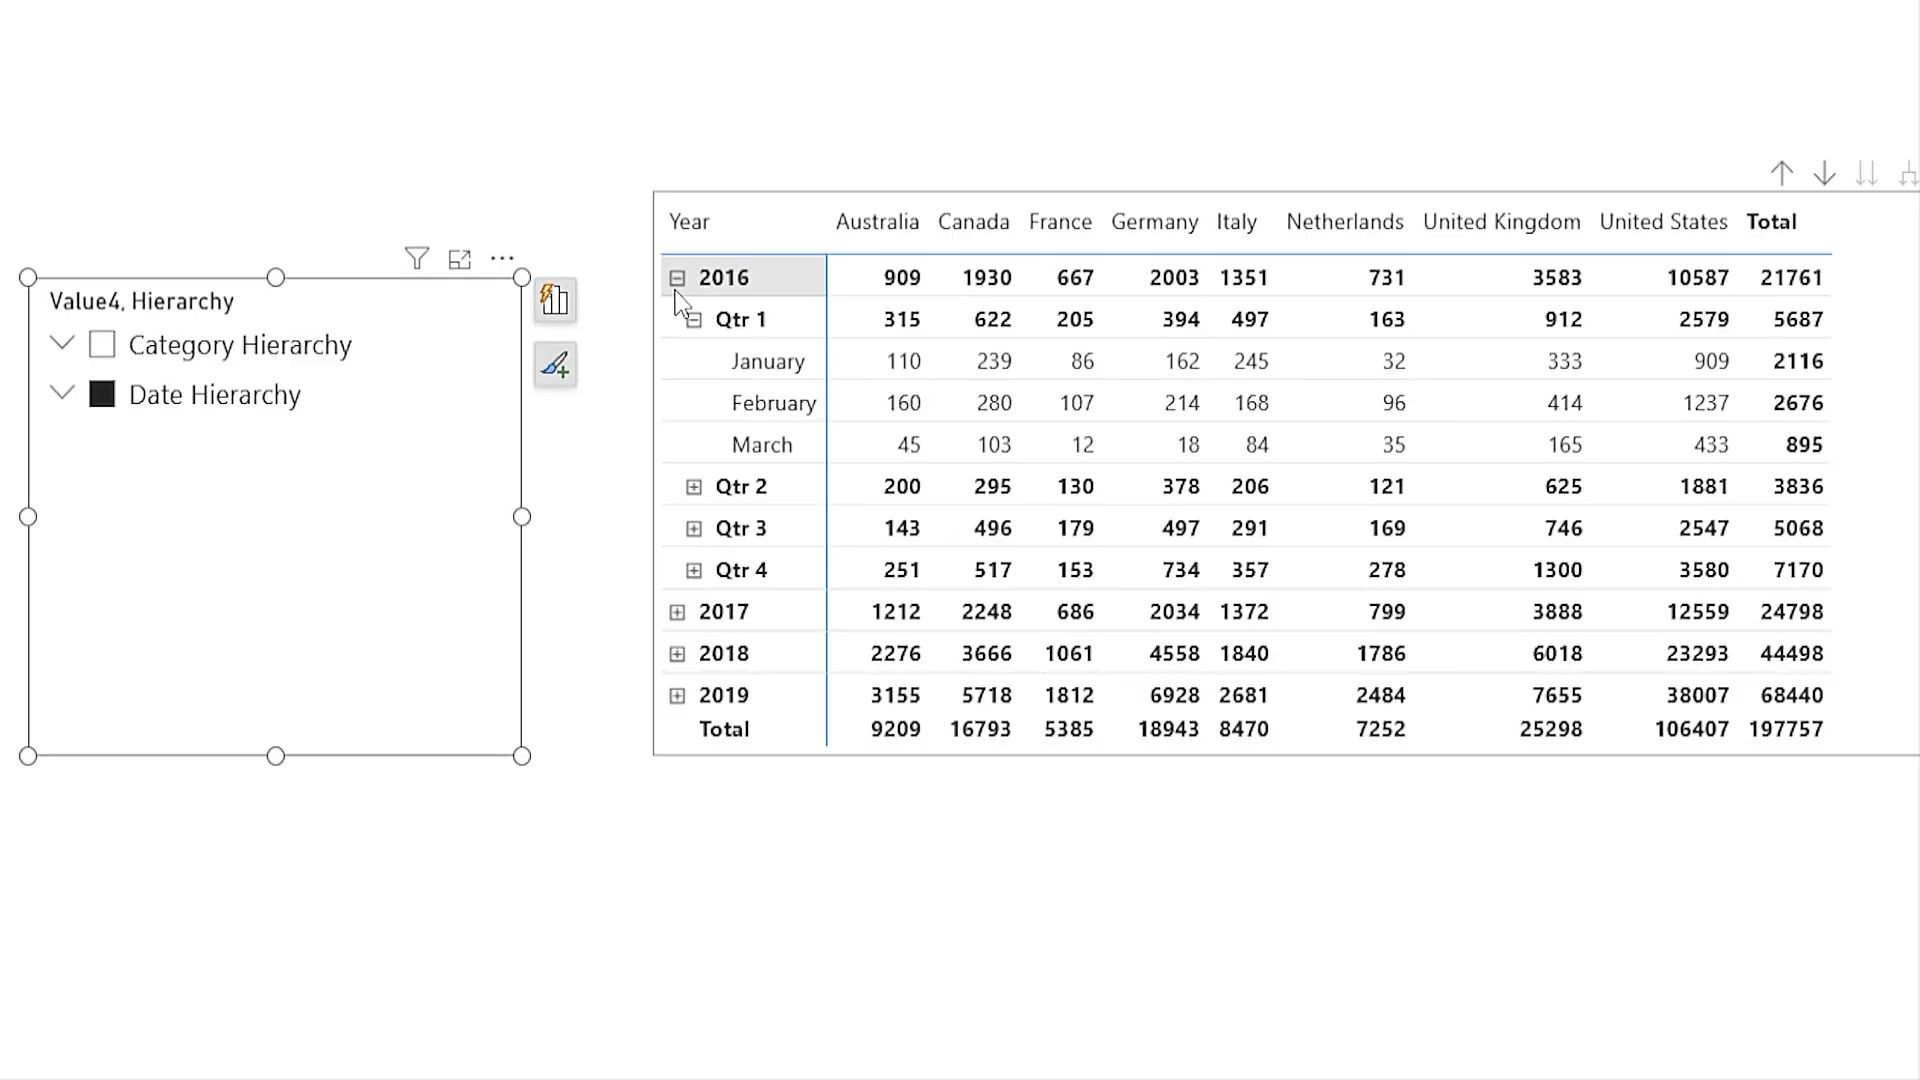 Value4, Hierarchy
Category Hierarchy
Date Hierarchy
Year Australia Canada France Germany Italy Netherlands United Kingdom United States Total
2016 909 1930 667 2003 1351 731 3583 10587 21761
Qtr 1 315 622 205 394 497 163 912 2579 5687
January 110 239 86 162 245 32 333 909 2116
February 160 280 107 214 168 96 414 1237 2676
March 45 103 12 18 84 35 165 433 895
Qtr 2 200 295 130 378 206 121 625 1881 3836
Qtr 3 143 496 179 497 291 169 746 2547 5068
Qtr 4 251 517 153 734 357 278 1300 3580 7170
2017 1212 2248 686 2034 1372 799 3888 12559 24798
2018 2276 3666 1061 4558 1840 1786 6018 23293 44498
2019 3155 5718 1812 6928 2681 2484 7655 38007 68440
Total 9209 16793 5385 18943 8470 7252 25298 106407 197757